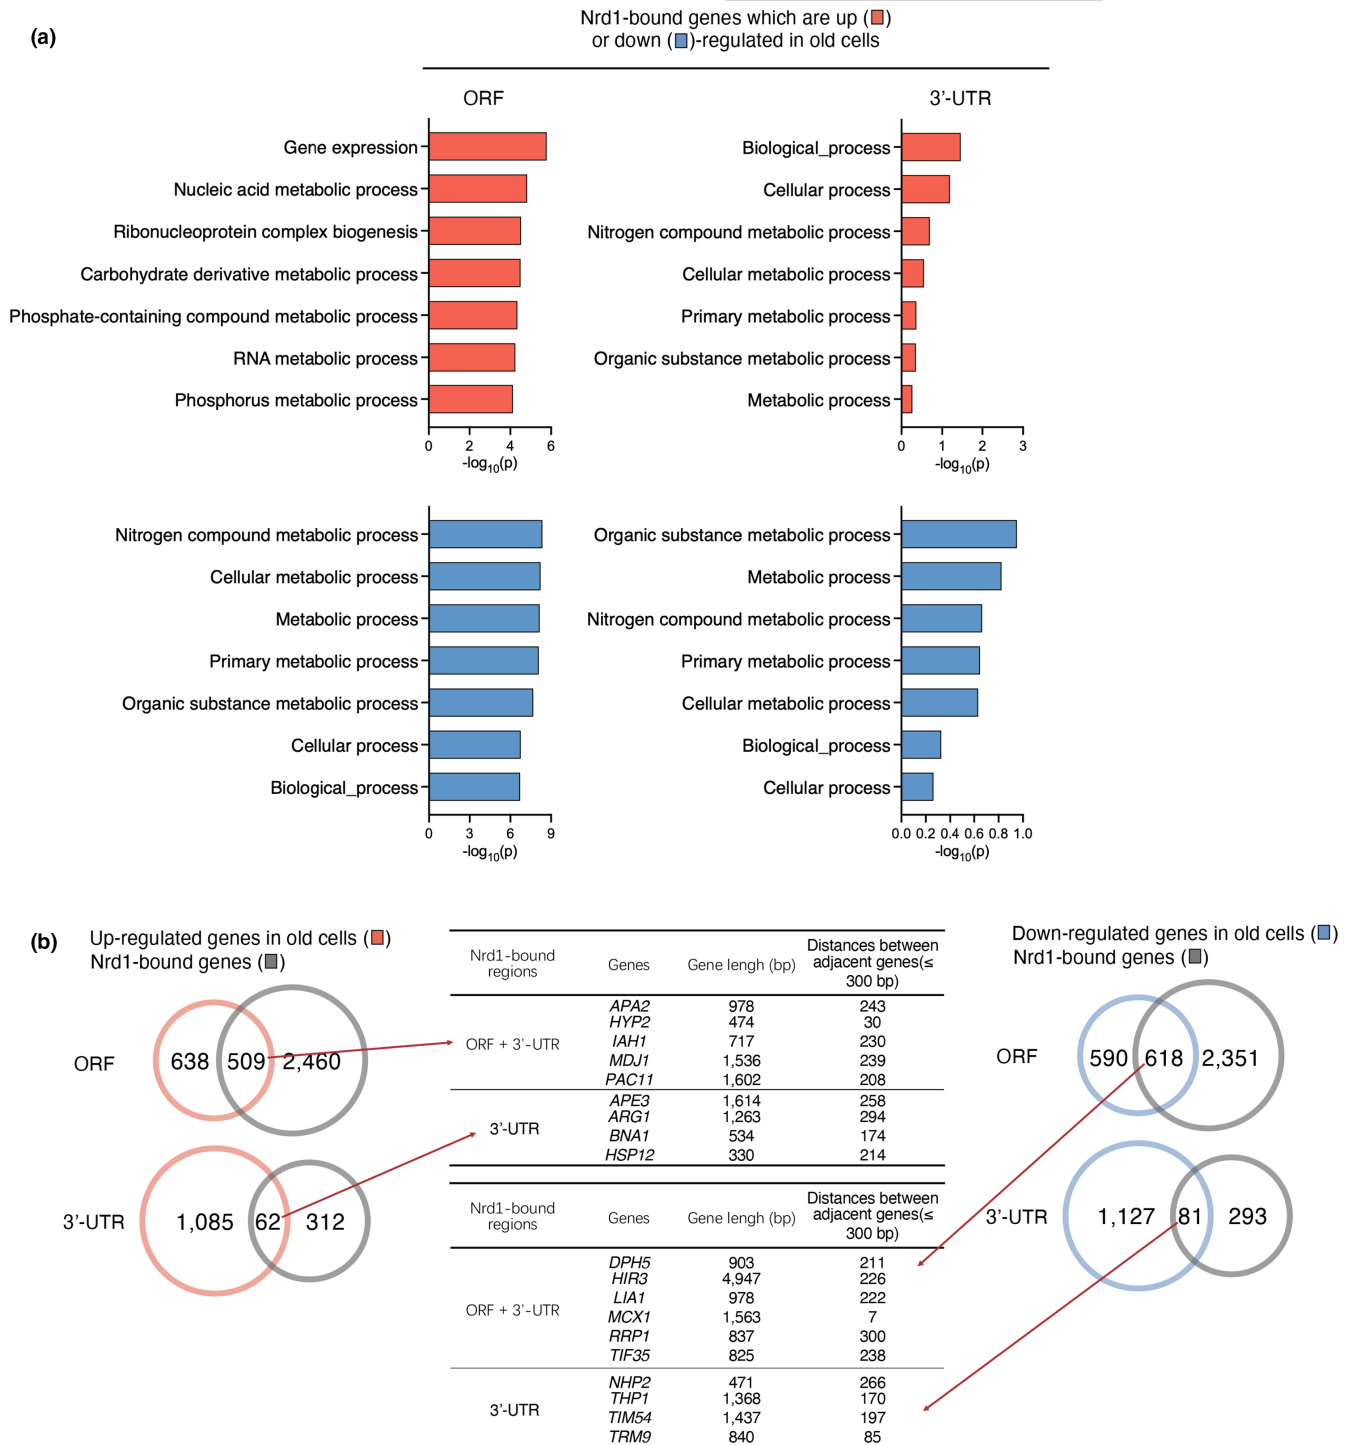 (a)
Nrd1-bound genes which are up ( )
or down ( )-regulated in old cells
ORF
Gene expression
Nucleic acid metabolic process
Ribonucleoprotein complex biogenesis
Carbohydrate derivative metabolic process
Phosphate-containing compound metabolic process
RNA metabolic process
Phosphorus metabolic process
0 2 4 6
-log10(p)
3'-UTR
Biological_process
Cellular process
Nitrogen compound metabolic process
Cellular metabolic process
Primary metabolic process
Organic substance metabolic process
Metabolic process
0 1 2 3
-log10(p)
Nitrogen compound metabolic process
Cellular metabolic process
Metabolic process
Primary metabolic process
Organic substance metabolic process
Cellular process
Biological_process
0 3 6 9
-log10(p)
Organic substance metabolic process
Metabolic process
Nitrogen compound metabolic process
Primary metabolic process
Cellular metabolic process
Biological_process
Cellular process
0.0 0.2 0.4 0.6 0.8 1.0
-log10(p)
(b)
Up-regulated genes in old cells ( )
Nrd1-bound genes ( )
ORF
638 509 2,460
3'-UTR
1,085 62 312
Nrd1-bound
regions
Genes
Gene lengh (bp)
Distances between
adjacent genes(≤
300 bp)
ORF + 3'-UTR
APA2 978 243
HYP2 474 30
IAH1 717 230
MDJ1 1,536 239
PAC11 1,602 208
3'-UTR
APE3 1,614 258
ARG1 1,263 294
BNA1 534 174
HSP12 330 214
Nrd1-bound
regions
Genes
Gene lengh (bp)
Distances between
adjacent genes(≤
300 bp)
ORF + 3'-UTR
DPH5 903 211
HIR3 4,947 226
LIA1 978 222
MCX1 1,563 7
RRP1 837 300
TIF35 825 238
3'-UTR
NHP2 471 266
THP1 1,368 170
TIM54 1,437 197
TRM9 840 85
Down-regulated genes in old cells ( )
Nrd1-bound genes ( )
ORF
590 618 2,351
3'-UTR
1,127 81 293